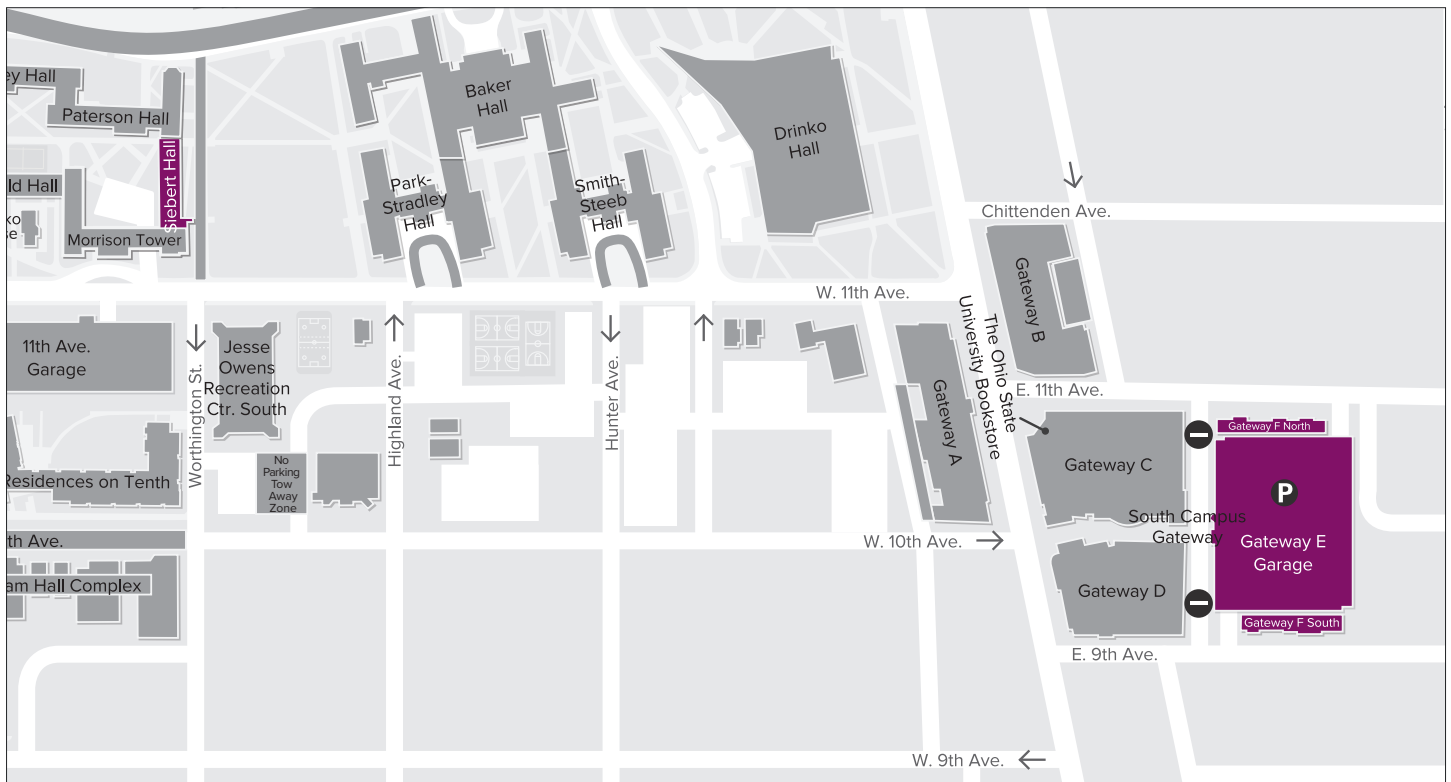 ey Hall
Paterson Hall
Siebert Hall
ld Hall
ko
se
Morrison Tower
Baker
Hall
Park-
Stradley
Hall
Smith-
Steeb
Hall
Drinko
Hall
Chittenden Ave.
Gateway B
W. 11th Ave.
The Ohio State
University Bookstore
11th Ave.
Garage
Worthington St.
Jesse
Owens
Recreation
Ctr. South
Highland Ave.
Hunter Ave.
Gateway A
E. 11th Ave.
Gateway F North
Gateway C
P
Residences on Tenth
No
Parking
Tow
Away
Zone
South Campus
Gateway
Gateway E
Garage
th Ave.
W. 10th Ave.
am Hall Complex
Gateway D
Gateway F South
E. 9th Ave.
W. 9th Ave.